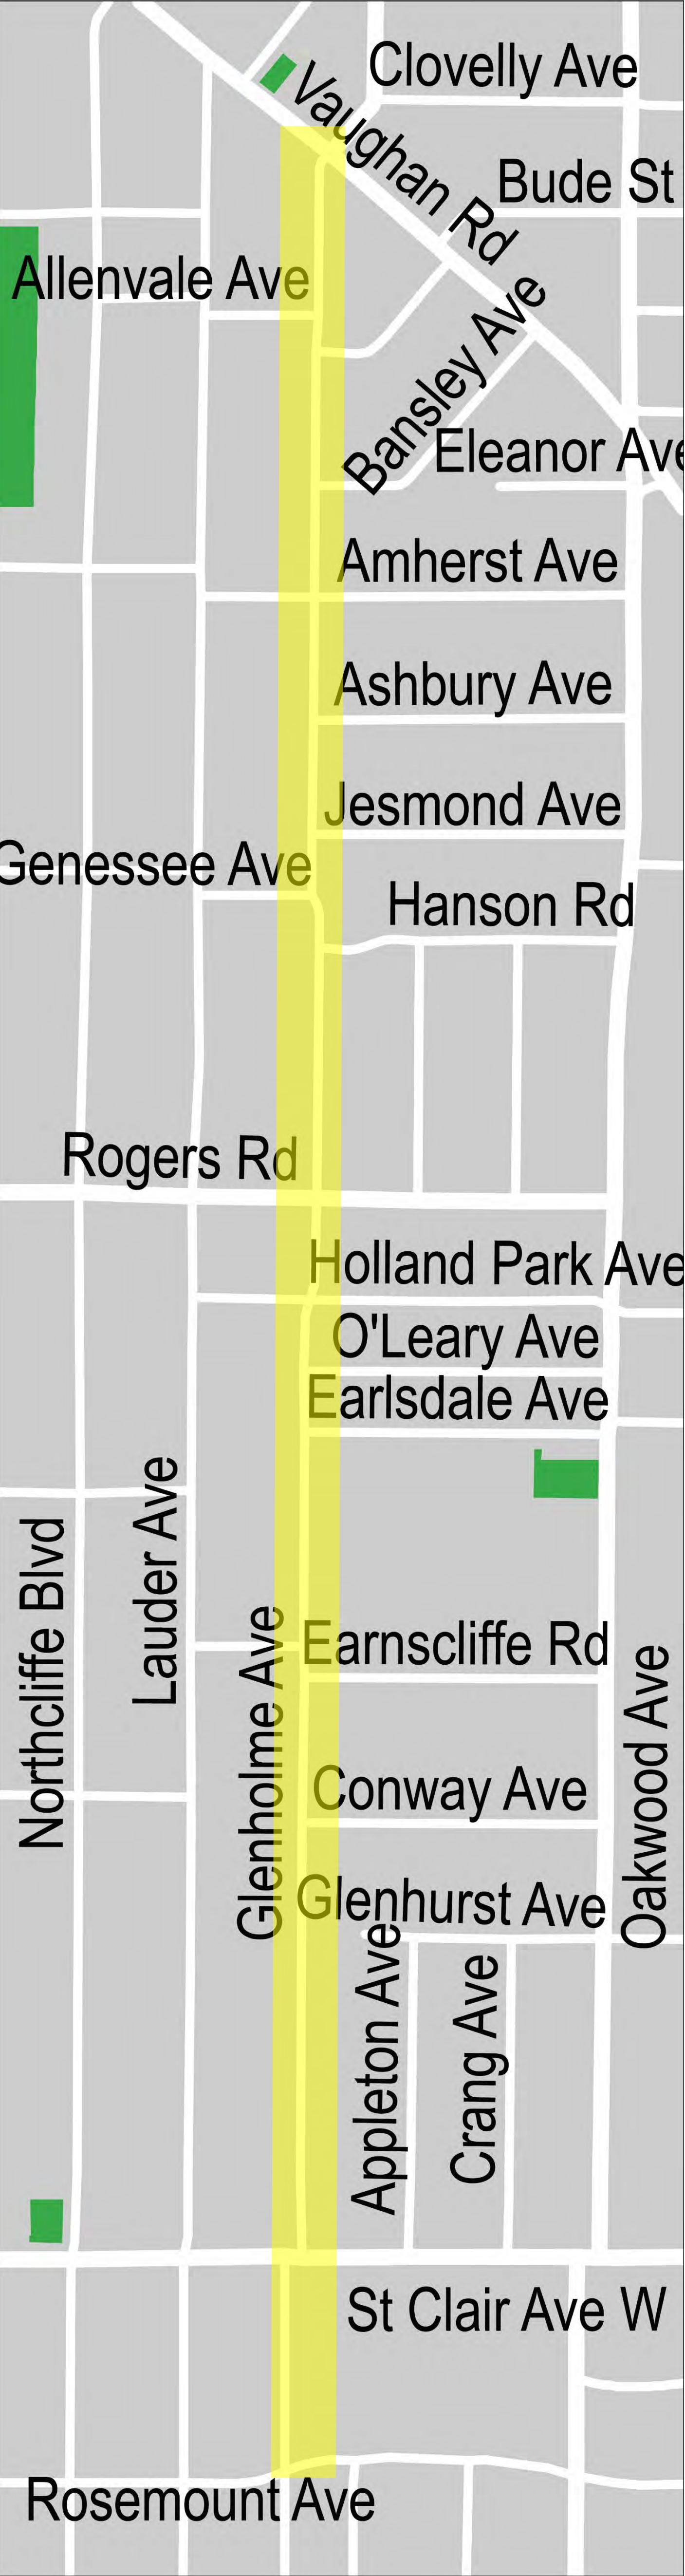 Clovelly Ave
Vaughan Rd
Bude St
Allenvale Ave
Bansley Ave
Eleanor Ave
Amherst Ave
Ashbury Ave
Jesmond Ave
Genessee Ave
Hanson Rd
Rogers Rd
Holland Park Ave
O'Leary Ave
Earlsdale Ave
Lauder Ave
Northcliffe Blvd
Glenholme Ave
Earnscliffe Rd
Oakwood Ave
Conway Ave
Glenhurst Ave
Appleton Ave
Crang Ave
St Clair Ave W
Rosemount Ave